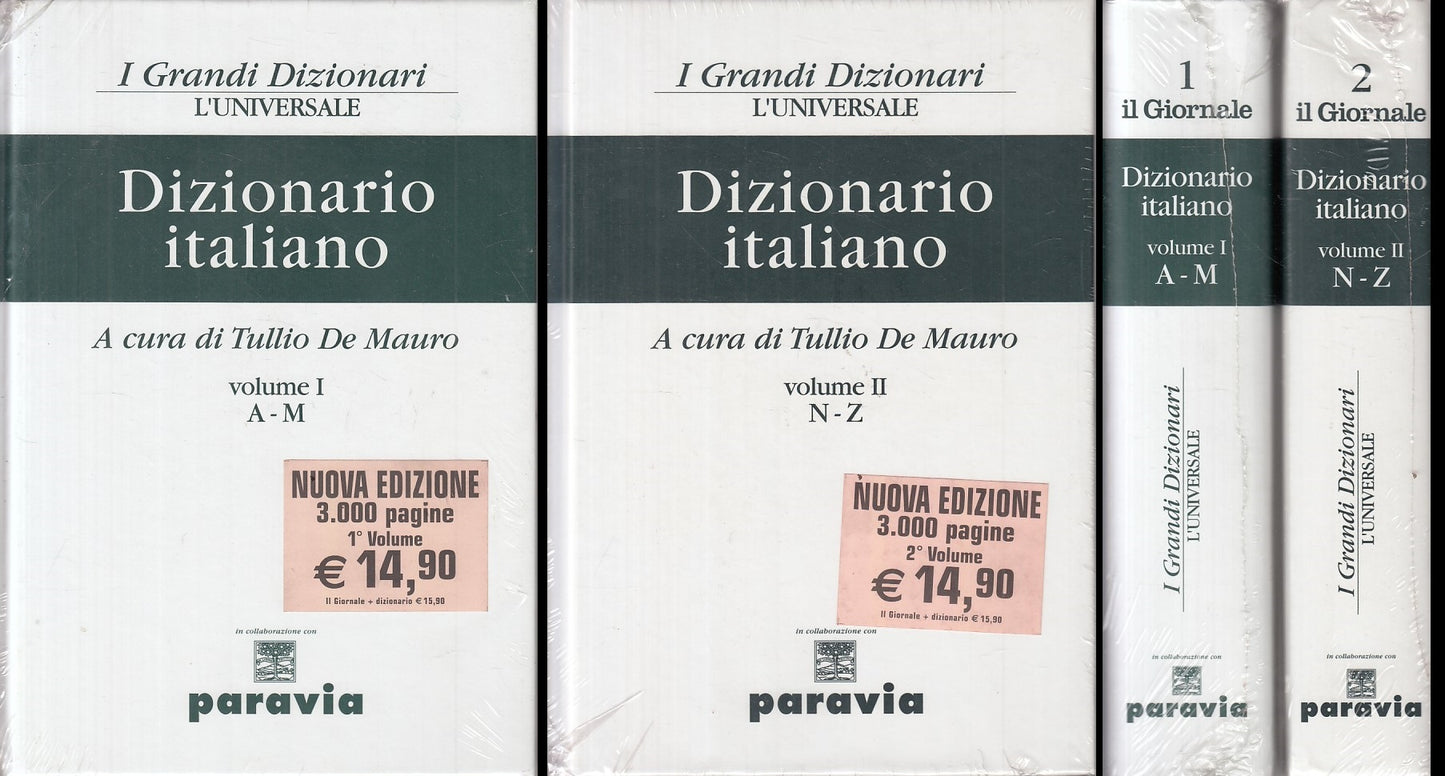 I Grandi Dizionari
L'UNIVERSALE
Dizionario
italiano
A cura di Tullio De Mauro
volume I
A - M
NUOVA EDIZIONE
3.000 pagine
1° Volume
€ 14,90
Il Giornale + dizionario € 15,90
in collaborazione con
paravia
I Grandi Dizionari
L'UNIVERSALE
Dizionario
italiano
A cura di Tullio De Mauro
volume II
N - Z
NUOVA EDIZIONE
3.000 pagine
2° Volume
€ 14,90
Il Giornale + dizionario € 15,90
in collaborazione con
paravia
1
il Giornale
Dizionario
italiano
volume I
A - M
I Grandi Dizionari
L'UNIVERSALE
in collaborazione con
paravia
2
il Giornale
Dizionario
italiano
volume II
N - Z
I Grandi Dizionari
L'UNIVERSALE
in collaborazione con
paravia